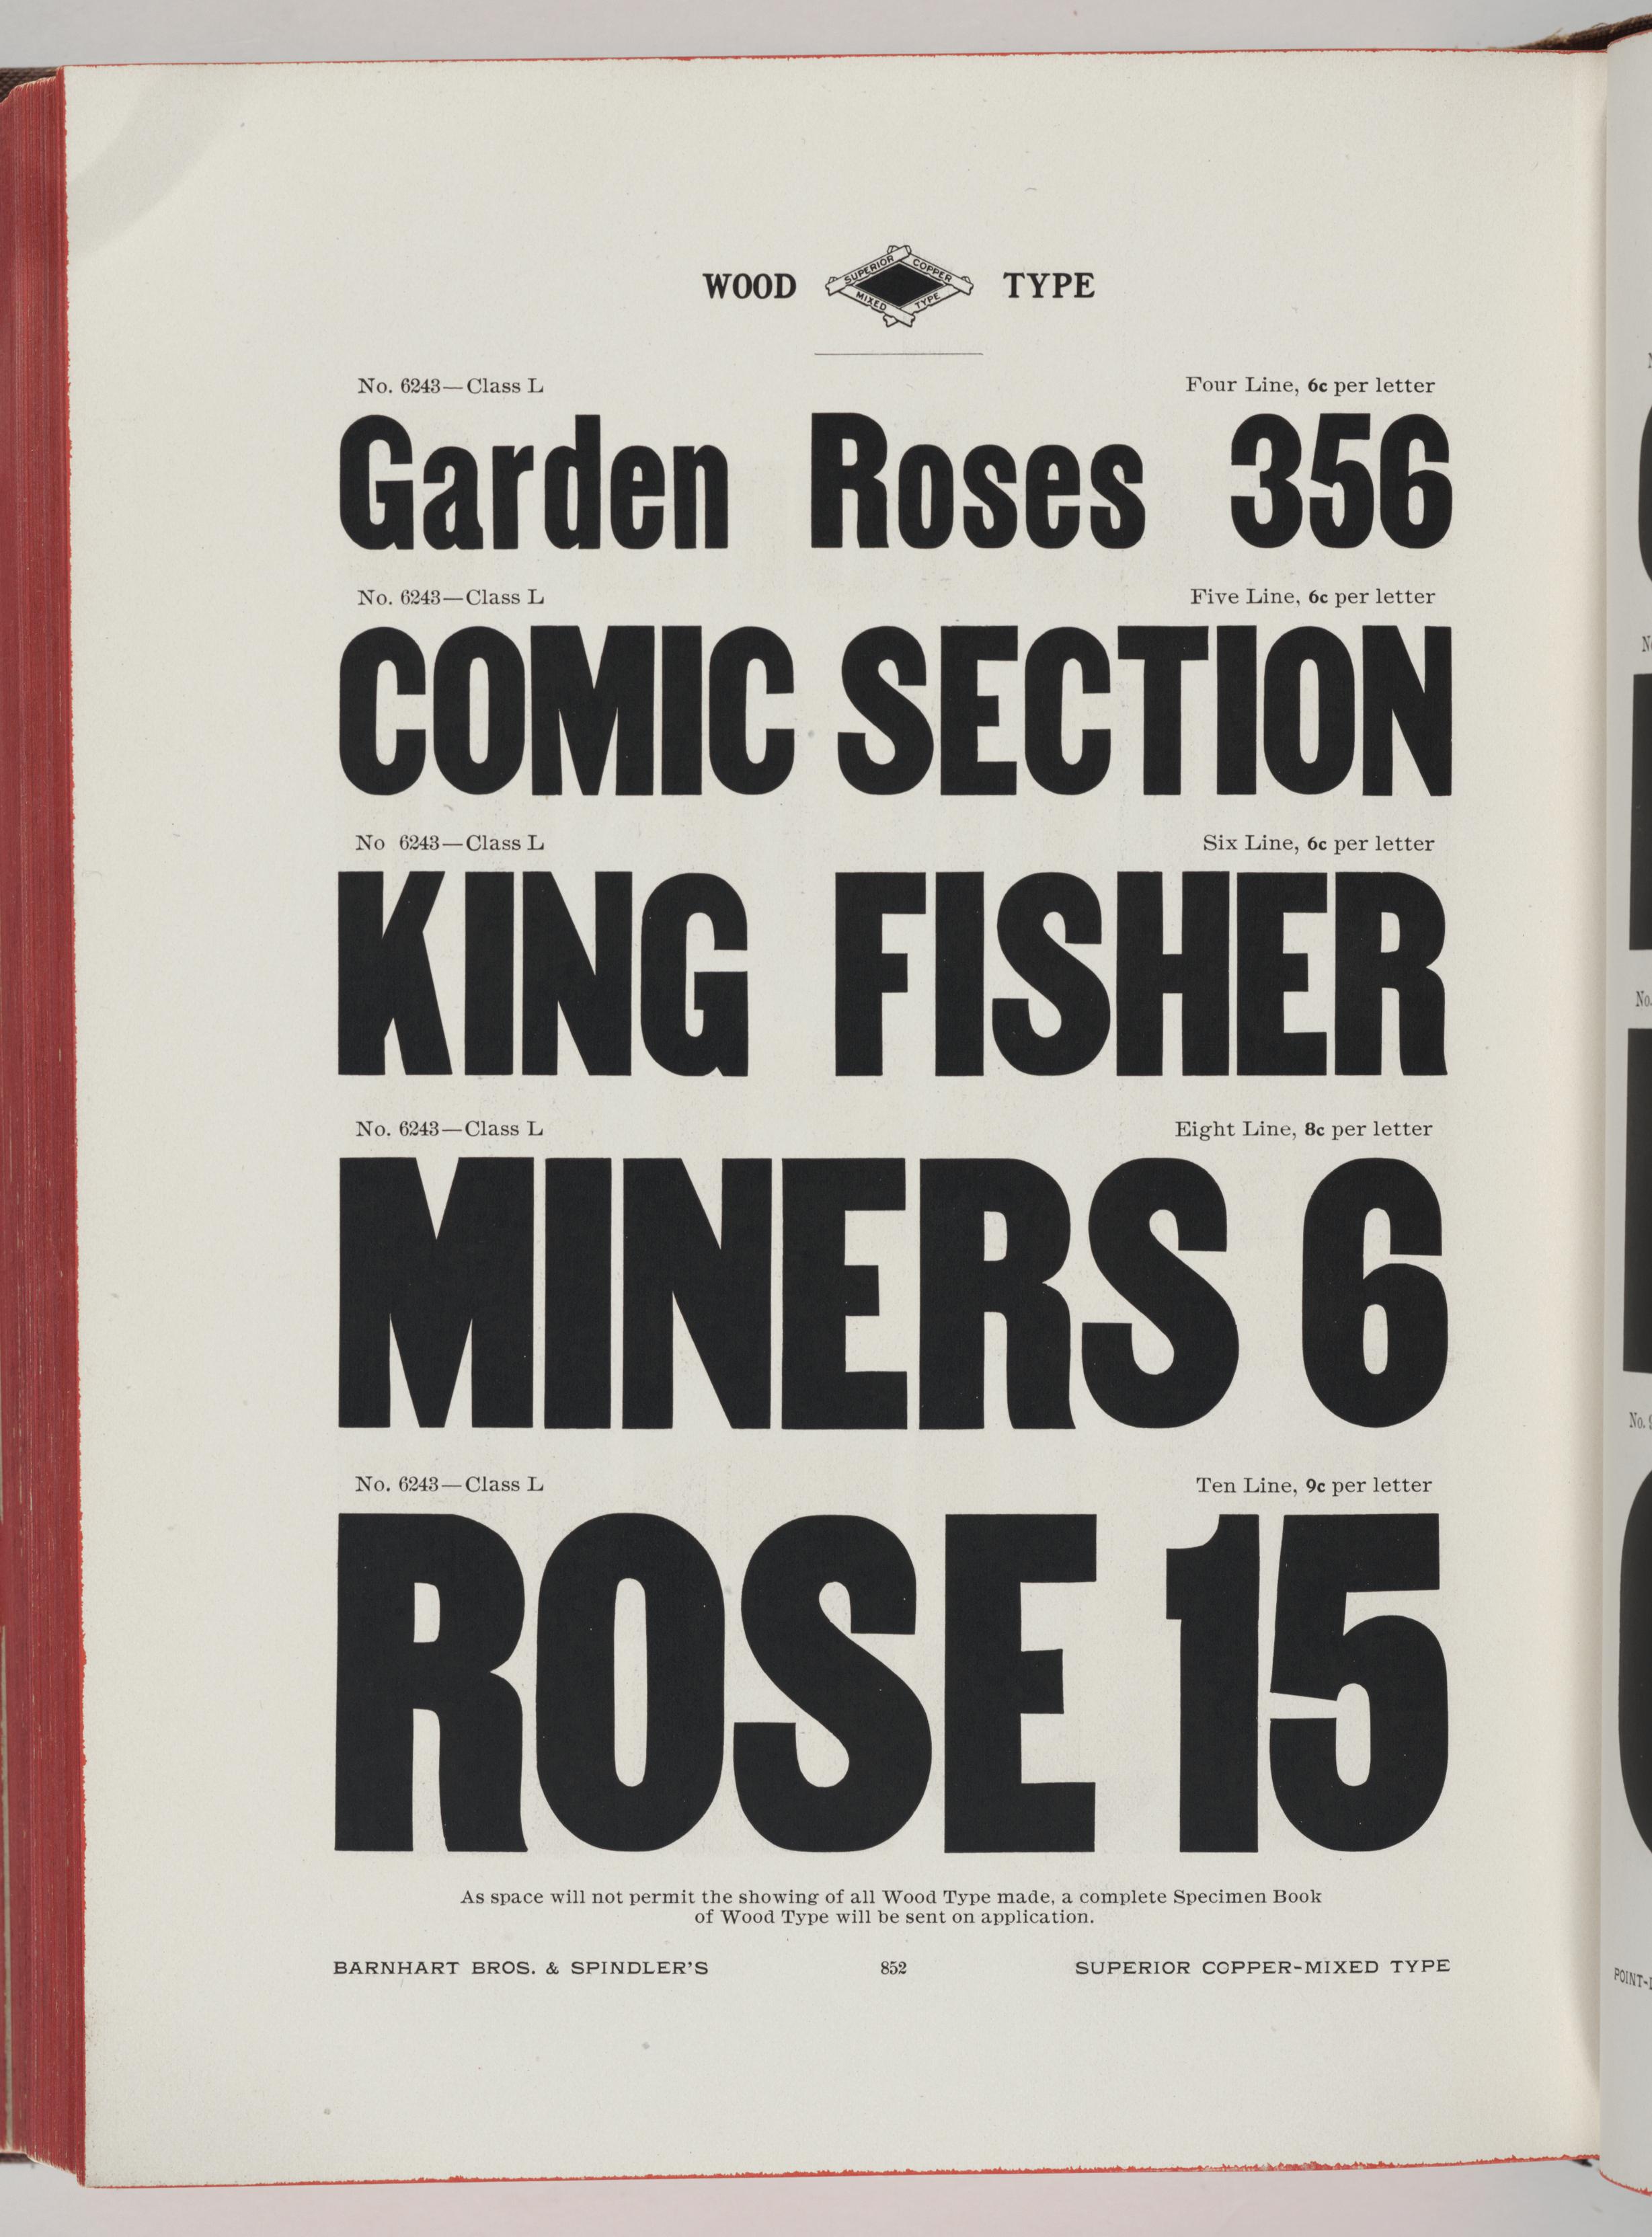 WOOD SUPERIOR COPPER MIXED TYPE TYPE
No. 6243—Class L Four Line, 6c per letter
Garden Roses 356
No. 6243—Class L Five Line, 6c per letter
COMIC SECTION
No 6243—Class L Six Line, 6c per letter
KING FISHER
No. 6243—Class L Eight Line, 8c per letter
MINERS 6
No. 6243—Class L Ten Line, 9c per letter
ROSE 15
As space will not permit the showing of all Wood Type made, a complete Specimen Book
of Wood Type will be sent on application.
BARNHART BROS. & SPINDLER'S 852 SUPERIOR COPPER-MIXED TYPE